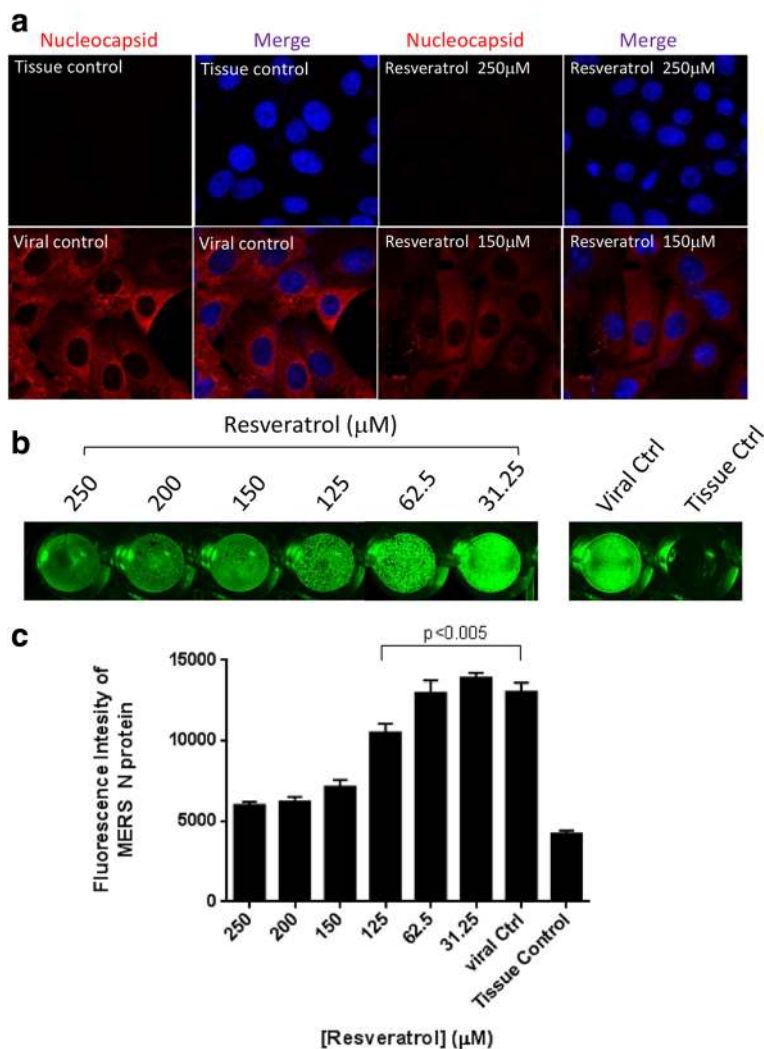 a
Nucleocapsid Merge Nucleocapsid Merge
Tissue control Tissue control Resveratrol 250μM Resveratrol 250μM
Viral control Viral control Resveratrol 150μM Resveratrol 150μM
b
Resveratrol (μM)
250 200 150 125 62.5 31.25 Viral Ctrl Tissue Ctrl
c
p<0.005
15000
10000
5000
0
Fluorescence Intesity of
MERS N protein
250 200 150 125 62.5 31.25 viral Ctrl Tissue Control
[Resveratrol] (μM)